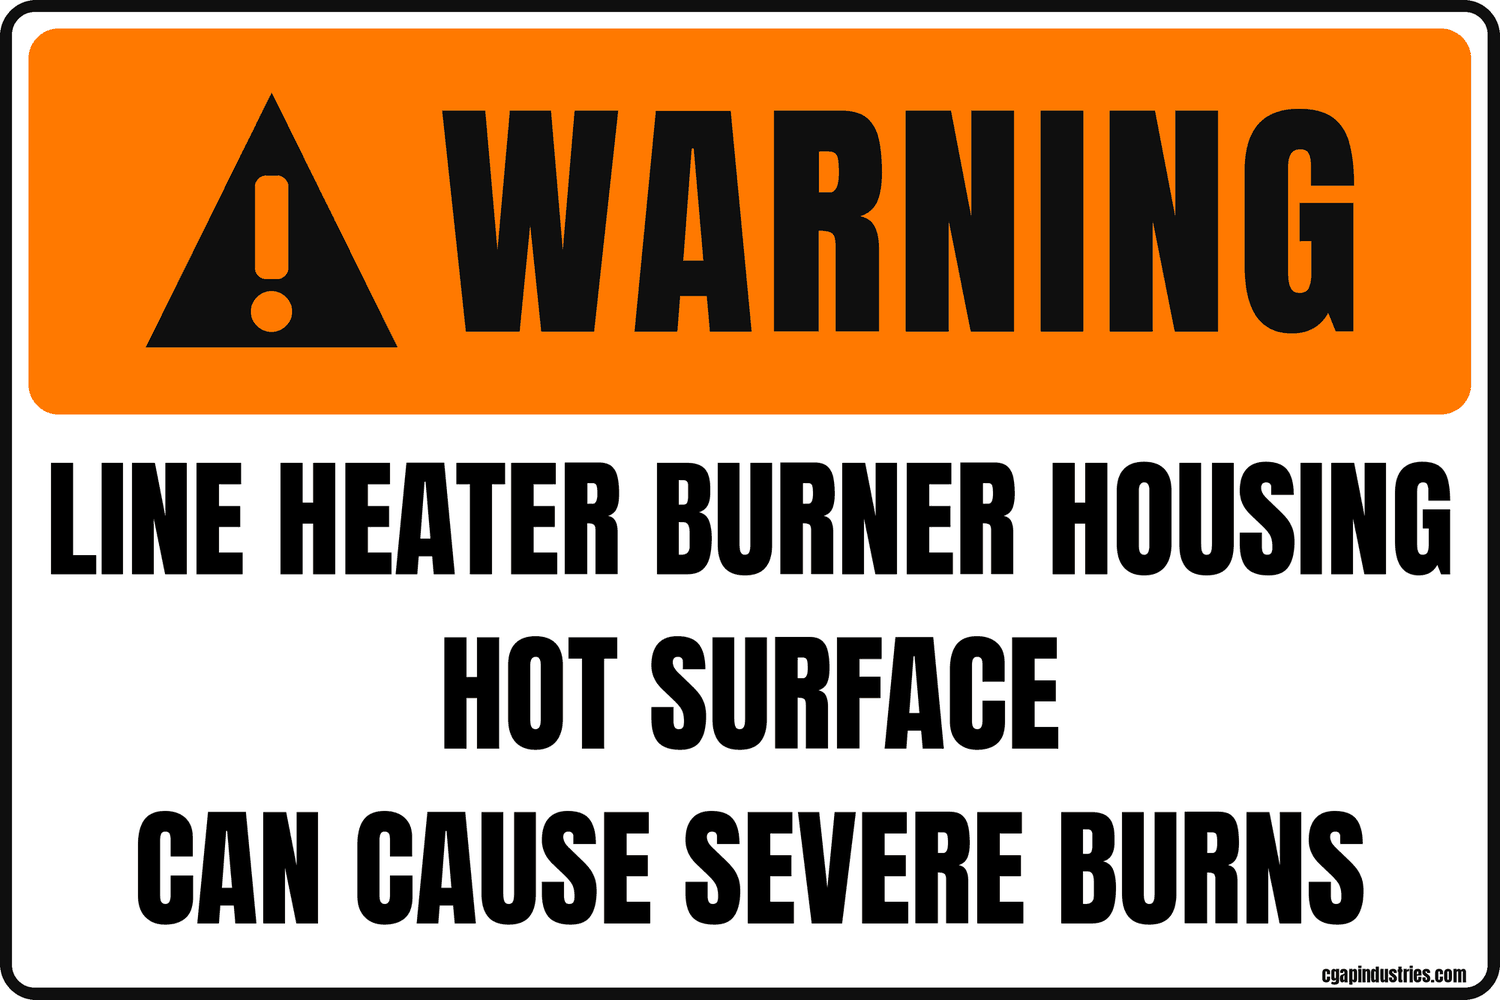 WARNING
LINE HEATER BURNER HOUSING
HOT SURFACE
CAN CAUSE SEVERE BURNS
cgapindustries.com